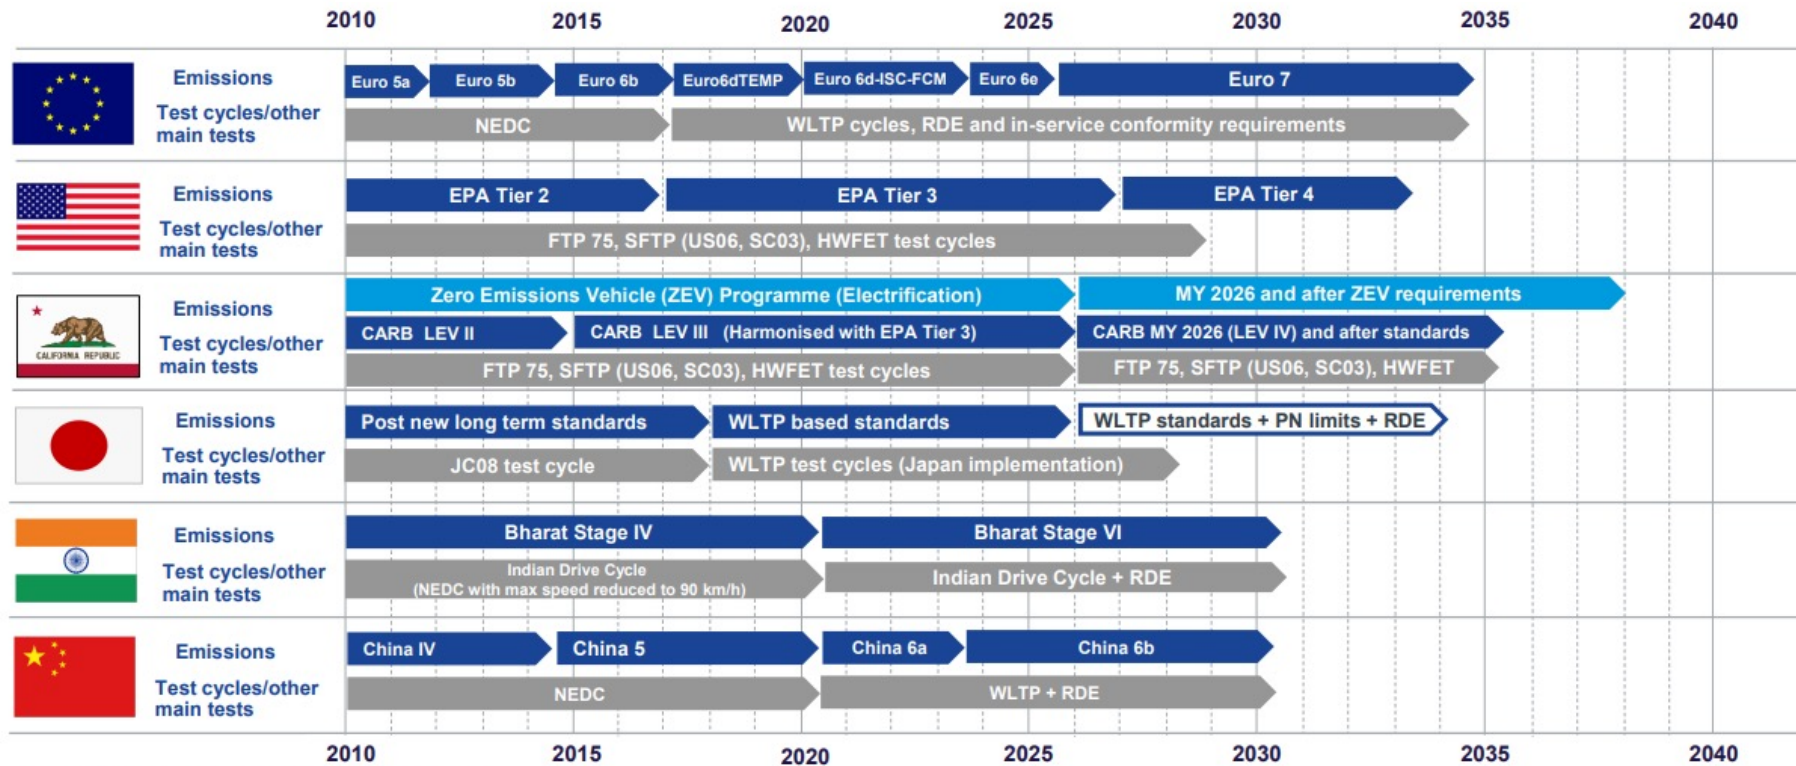 2010 2015 2020 2025 2030 2035 2040
Emissions
Euro 5a Euro 5b Euro 6b Euro6dTEMP Euro 6d-ISC-FCM Euro 6e Euro 7
Test cycles/other
main tests
NEDC WLTP cycles, RDE and in-service conformity requirements
Emissions
EPA Tier 2 EPA Tier 3 EPA Tier 4
Test cycles/other
main tests
FTP 75, SFTP (US06, SC03), HWFET test cycles
CALIFORNIA REPUBLIC
Emissions
Zero Emissions Vehicle (ZEV) Programme (Electrification) MY 2026 and after ZEV requirements
CARB LEV II CARB LEV III (Harmonised with EPA Tier 3) CARB MY 2026 (LEV IV) and after standards
Test cycles/other
main tests
FTP 75, SFTP (US06, SC03), HWFET test cycles FTP 75, SFTP (US06, SC03), HWFET
Emissions
Post new long term standards WLTP based standards WLTP standards + PN limits + RDE
Test cycles/other
main tests
JC08 test cycle WLTP test cycles (Japan implementation)
Emissions
Bharat Stage IV Bharat Stage VI
Test cycles/other
main tests
Indian Drive Cycle
(NEDC with max speed reduced to 90 km/h)
Indian Drive Cycle + RDE
Emissions
China IV China 5 China 6a China 6b
Test cycles/other
main tests
NEDC WLTP + RDE
2010 2015 2020 2025 2030 2035 2040